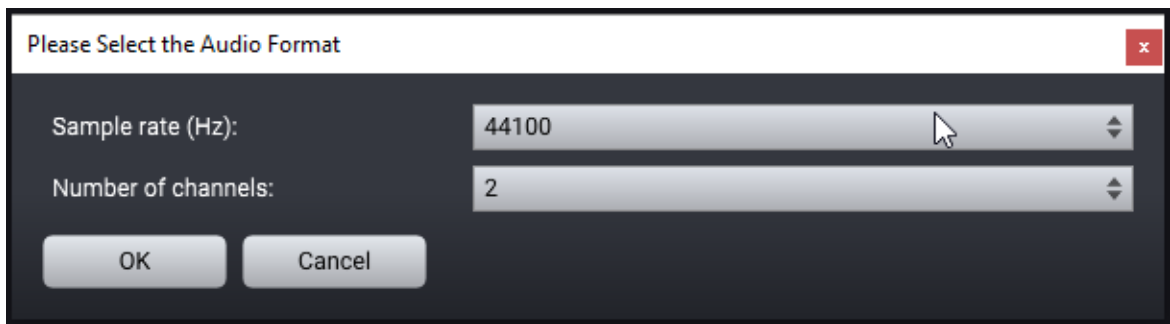 Please Select the Audio Format
x
Sample rate (Hz): 44100
Number of channels: 2
OK Cancel